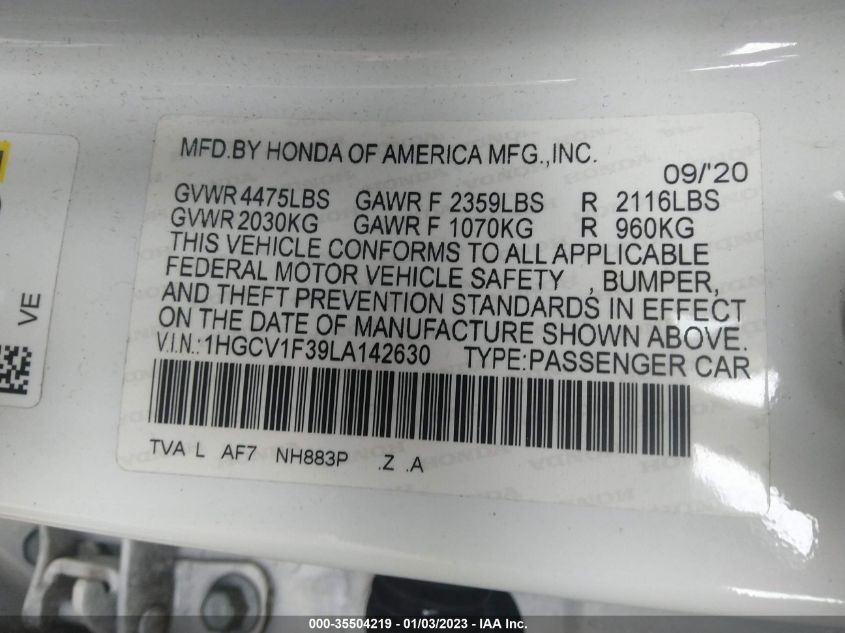 MFD.BY HONDA OF AMERICA MFG.,INC.
09/'20
GVWR 4475LBS GAWR F 2359LBS R 2116LBS
GVWR 2030KG GAWR F 1070KG R 960KG
THIS VEHICLE CONFORMS TO ALL APPLICABLE
FEDERAL MOTOR VEHICLE SAFETY , BUMPER,
AND THEFT PREVENTION STANDARDS IN EFFECT
ON THE DATE OF MANUFACTURE SHOWN ABOVE.
V.I.N.:1HGCV1F39LA142630 TYPE:PASSENGER CAR
TVA L AF7 NH883P .Z .A
VE
000-35504219 - 01/03/2023 - IAA Inc.